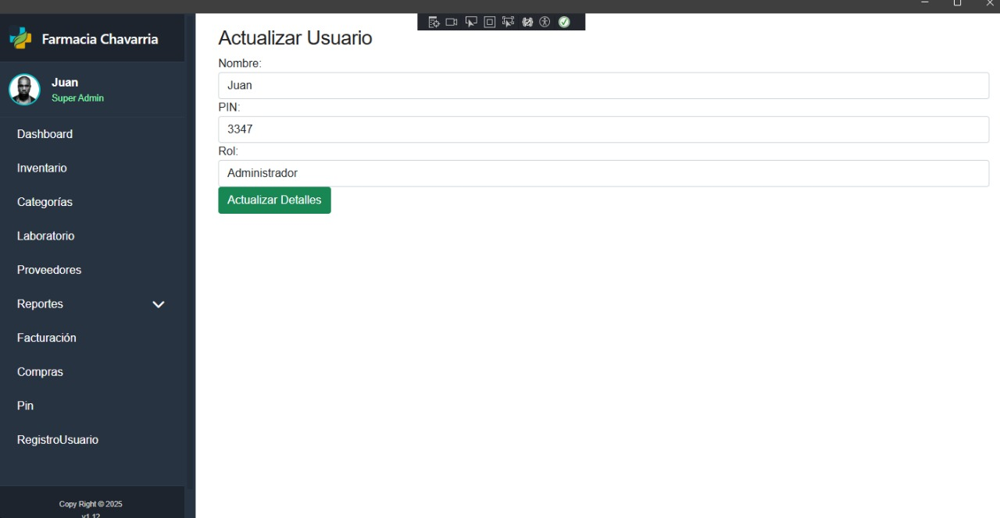 Farmacia Chavarria
Juan
Super Admin
Dashboard
Inventario
Categorías
Laboratorio
Proveedores
Reportes
Facturación
Compras
Pin
RegistroUsuario
Copy Right © 2025
v1.12
Actualizar Usuario
Nombre:
Juan
PIN:
3347
Rol:
Administrador
Actualizar Detalles